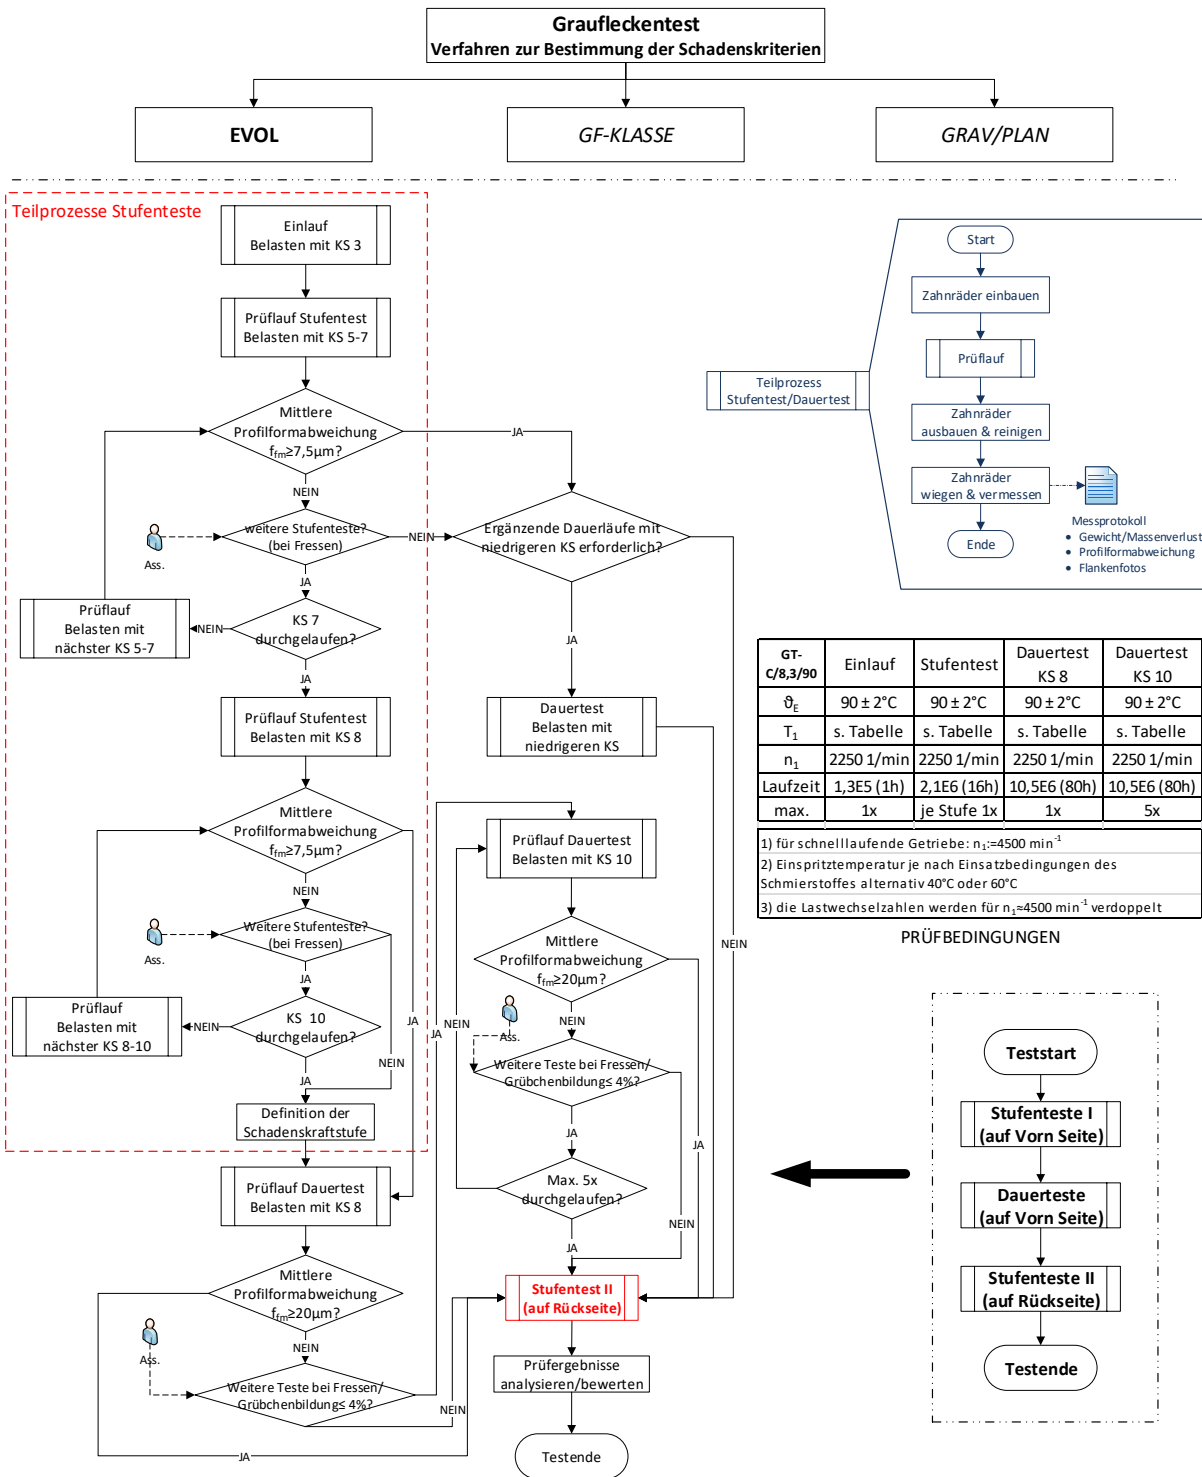 Graufleckentest
Verfahren zur Bestimmung der Schadenskriterien
EVOL
GF-KLASSE
GRAV/PLAN
Teilprozesse Stufenteste
Einlauf
Belasten mit KS 3
Prüflauf Stufentest
Belasten mit KS 5-7
Mittlere
Profilformabweichung
ffm≥7,5µm?
JA
NEIN
weitere Stufenteste?
(bei Fressen)
Ass.
NEIN
JA
KS 7
durchgelaufen?
NEIN
Prüflauf
Belasten mit
nächster KS 5-7
JA
Prüflauf Stufentest
Belasten mit KS 8
Mittlere
Profilformabweichung
ffm≥7,5µm?
NEIN
Weitere Stufenteste?
(bei Fressen)
Ass.
JA
KS 10
durchgelaufen?
NEIN
Prüflauf
Belasten mit
nächster KS 8-10
JA
NEIN
JA
Definition der
Schadenskraftstufe
Prüflauf Dauertest
Belasten mit KS 8
Mittlere
Profilformabweichung
ffm≥20µm?
NEIN
Ass.
Weitere Teste bei Fressen/
Grübchenbildung≤ 4%?
NEIN
JA
JA
Ergänzende Dauerläufe mit
niedrigeren KS erforderlich?
JA
NEIN
Dauertest
Belasten mit
niedrigeren KS
Prüflauf Dauertest
Belasten mit KS 10
Mittlere
Profilformabweichung
ffm≥20µm?
NEIN
NEIN
Ass.
Weitere Teste bei Fressen/
Grübchenbildung≤ 4%?
JA
JA
Max. 5x
durchgelaufen?
NEIN
JA
Stufentest II
(auf Rückseite)
Prüfergebnisse
analysieren/bewerten
Testende
Start
Zahnräder einbauen
Prüflauf
Teilprozess
Stufentest/Dauertest
Zahnräder
ausbauen & reinigen
Zahnräder
wiegen & vermessen
Ende
Messprotokoll
• Gewicht/Massenverlust
• Profilformabweichung
• Flankenfotos
GT-C/8,3/90 Einlauf Stufentest Dauertest KS 8 Dauertest KS 10
ϑE 90 ± 2°C 90 ± 2°C 90 ± 2°C 90 ± 2°C
T1 s. Tabelle s. Tabelle s. Tabelle s. Tabelle
n1 2250 1/min 2250 1/min 2250 1/min 2250 1/min
Laufzeit 1,3E5 (1h) 2,1E6 (16h) 10,5E6 (80h) 10,5E6 (80h)
max. 1x je Stufe 1x 1x 5x
1) für schnelllaufende Getriebe: n1:=4500 min-1
2) Einspritztemperatur je nach Einsatzbedingungen des
Schmierstoffes alternativ 40°C oder 60°C
3) die Lastwechselzahlen werden für n1≈4500 min-1 verdoppelt
PRÜFBEDINGUNGEN
Teststart
Stufenteste I
(auf Vorn Seite)
Dauerteste
(auf Vorn Seite)
Stufenteste II
(auf Rückseite)
Testende